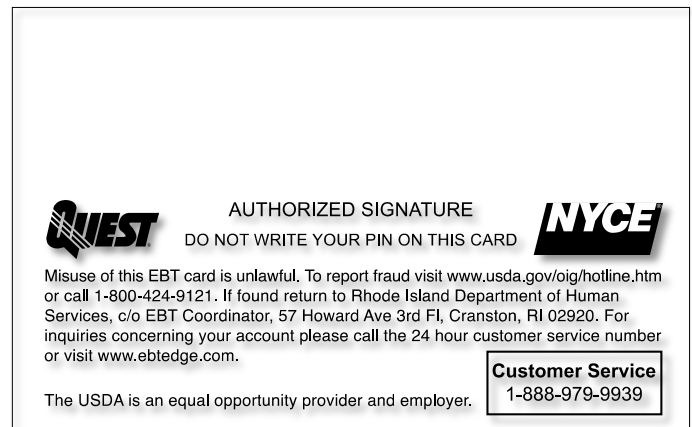 QUEST
AUTHORIZED SIGNATURE
NYCE
DO NOT WRITE YOUR PIN ON THIS CARD
Misuse of this EBT card is unlawful. To report fraud visit www.usda.gov/oig/hotline.htm
or call 1-800-424-9121. If found return to Rhode Island Department of Human
Services, c/o EBT Coordinator, 57 Howard Ave 3rd Fl, Cranston, RI 02920. For
inquiries concerning your account please call the 24 hour customer service number
or visit www.ebtedge.com.
Customer Service
1-888-979-9939
The USDA is an equal opportunity provider and employer.